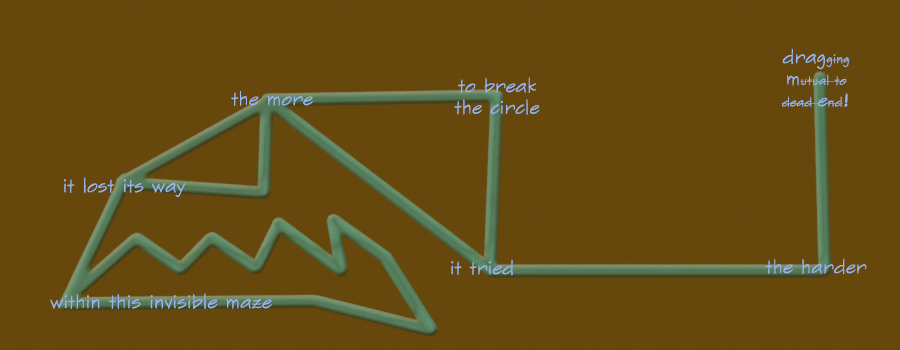 dragging
mutual to
dead end!
to break
the circle
the more
it lost its way
it tried
the harder
within this invisible maze